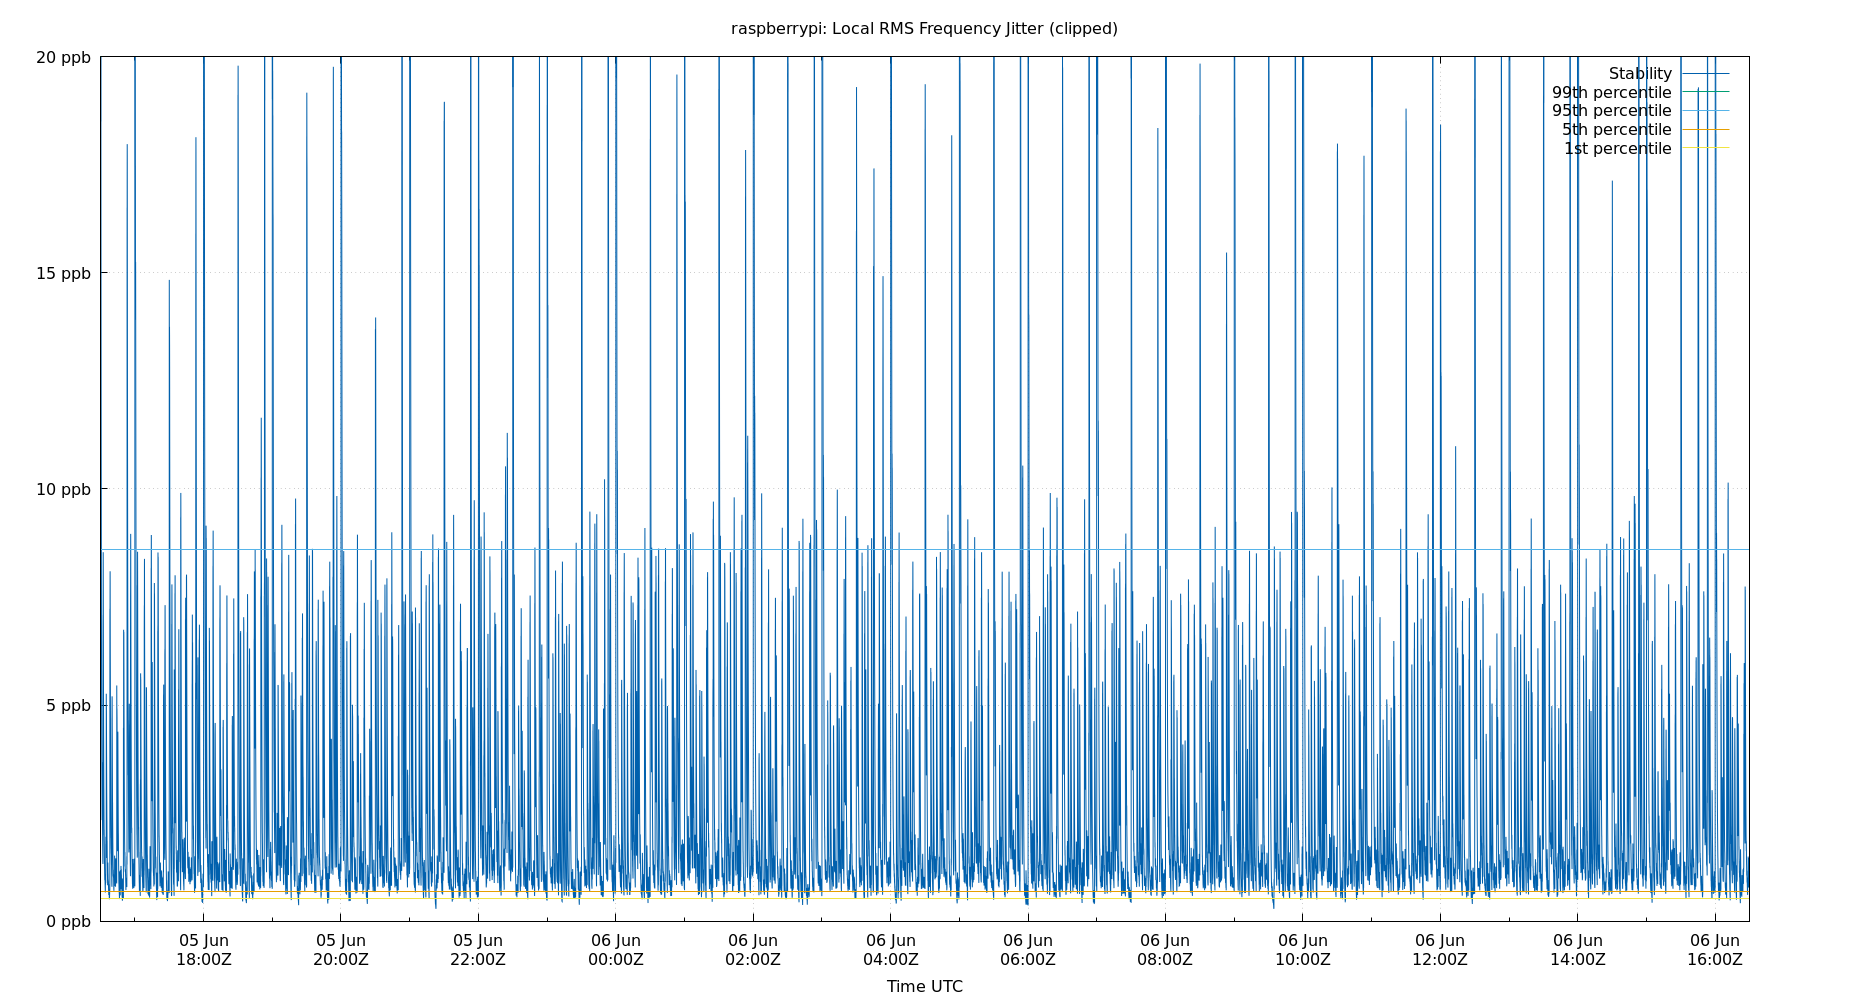 raspberrypi: Local RMS Frequency Jitter (clipped)
20 ppb
15 ppb
10 ppb
5 ppb
0 ppb
Stability
99th percentile
95th percentile
5th percentile
1st percentile
05 Jun 05 Jun 05 Jun 06 Jun 06 Jun 06 Jun 06 Jun 06 Jun 06 Jun 06 Jun 06 Jun 06 Jun
18:00Z 20:00Z 22:00Z 00:00Z 02:00Z 04:00Z 06:00Z 08:00Z 10:00Z 12:00Z 14:00Z 16:00Z
Time UTC